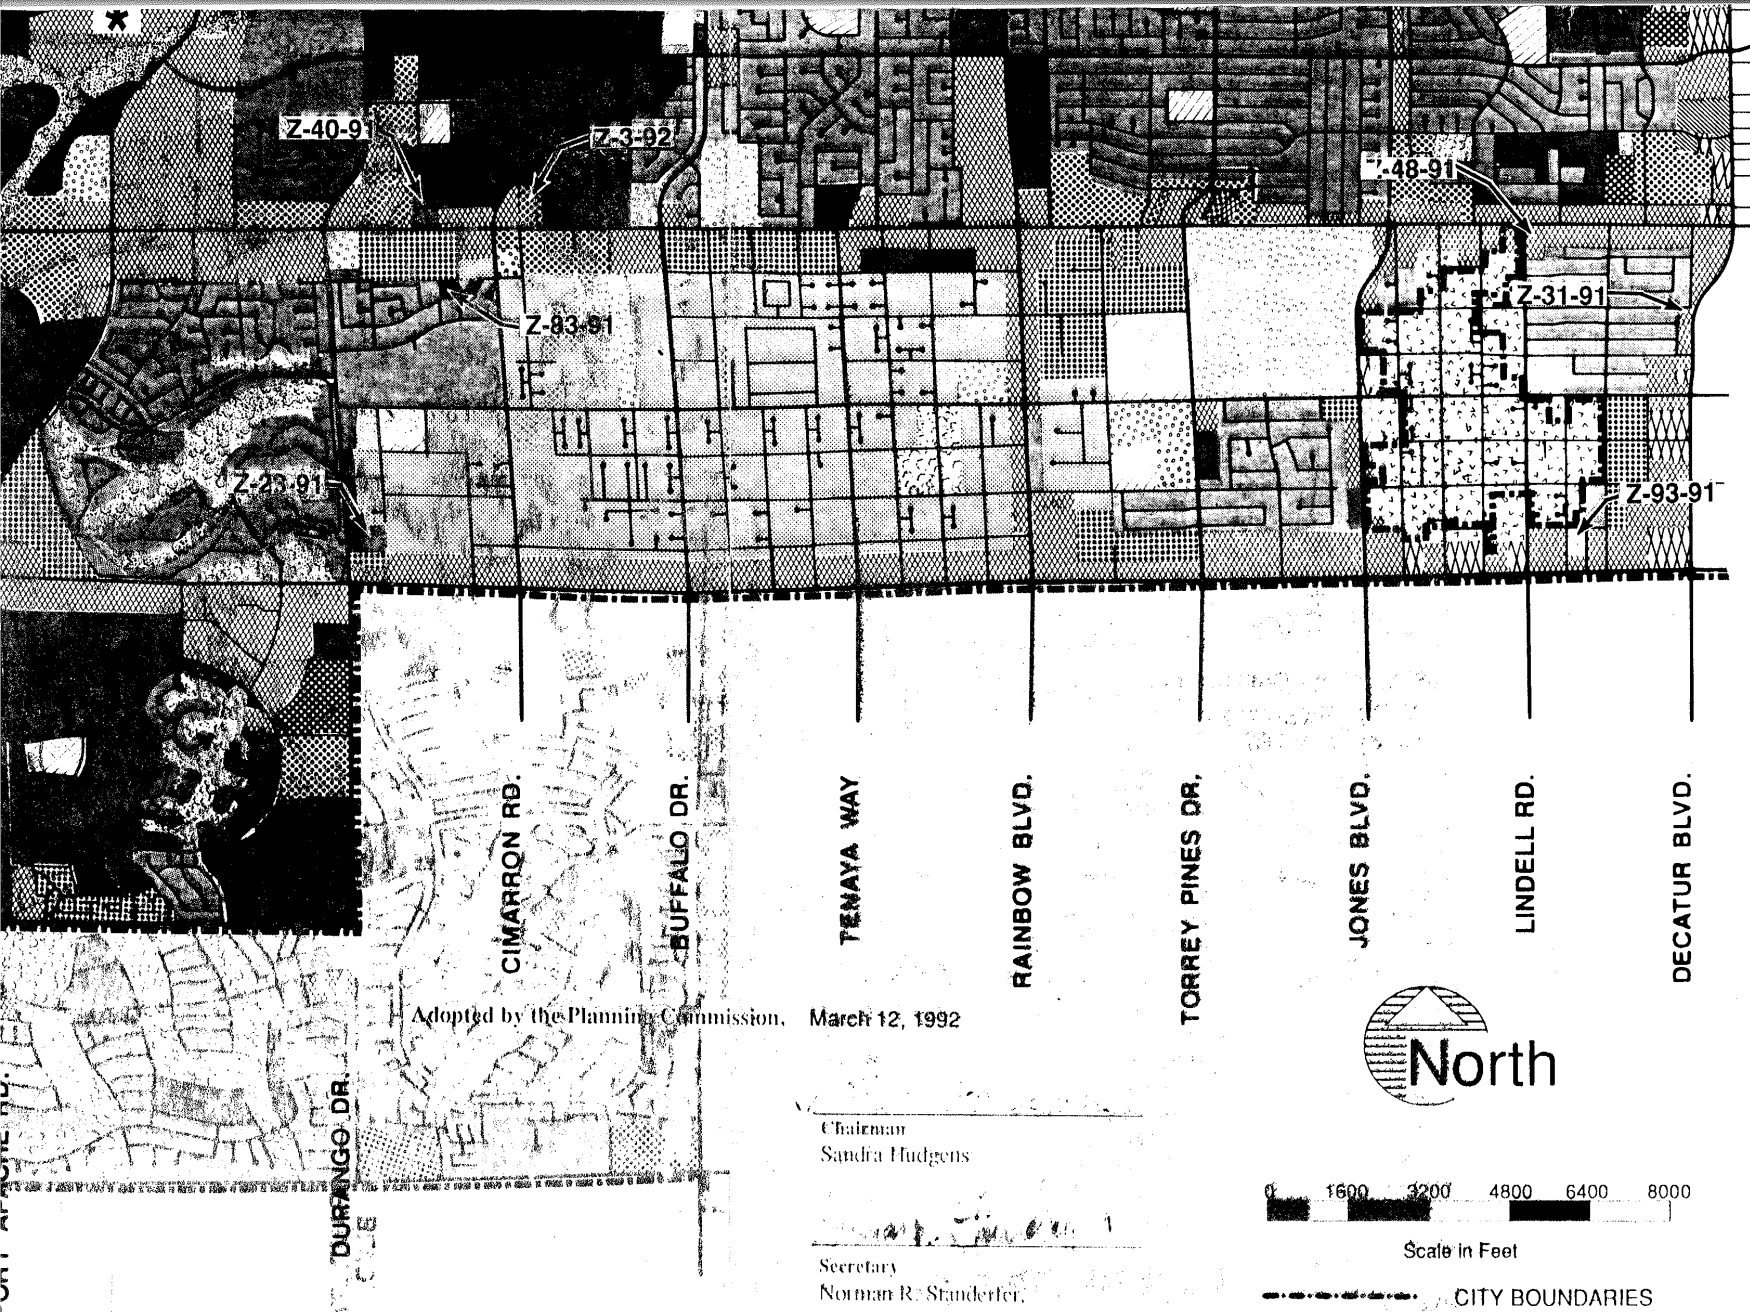 *
Z-40-91
Z-3-92
-48-91
Z-31-91
Z-83-91
Z-23-91
Z-93-91
CIMARRON RD.
BUFFALO DR.
TENAYA WAY
RAINBOW BLVD.
TORREY PINES DR.
JONES BLVD.
LINDELL RD.
DECATUR BLVD.
DURANGO DR.
APACHE RD.
Adopted by the Planning Commission, March 12, 1992
North
Chairman
Sandra Hudgens
Secretary
Norman R. Standerfer,
0 1600 3200 4800 6400 8000
Scale in Feet
CITY BOUNDARIES